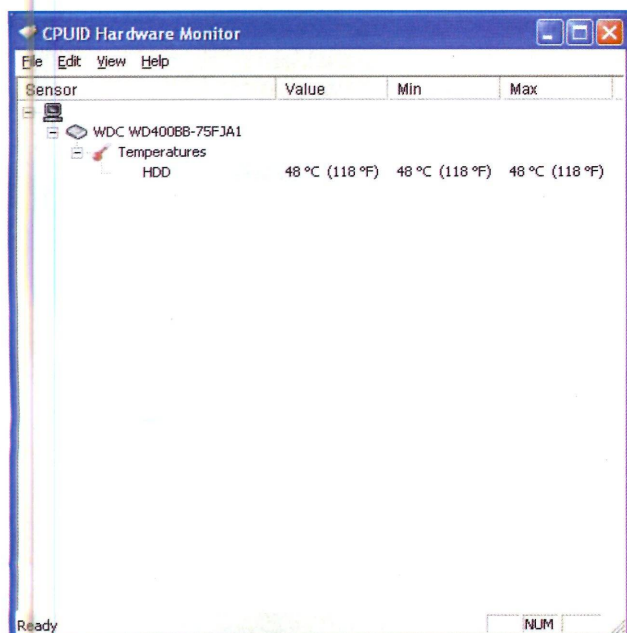 CPUID Hardware Monitor
File Edit View Help
Sensor Value Min Max
WDC WD400BB-75FJA1
Temperatures
HDD 48 °C (118 °F) 48 °C (118 °F) 48 °C (118 °F)
Ready NUM